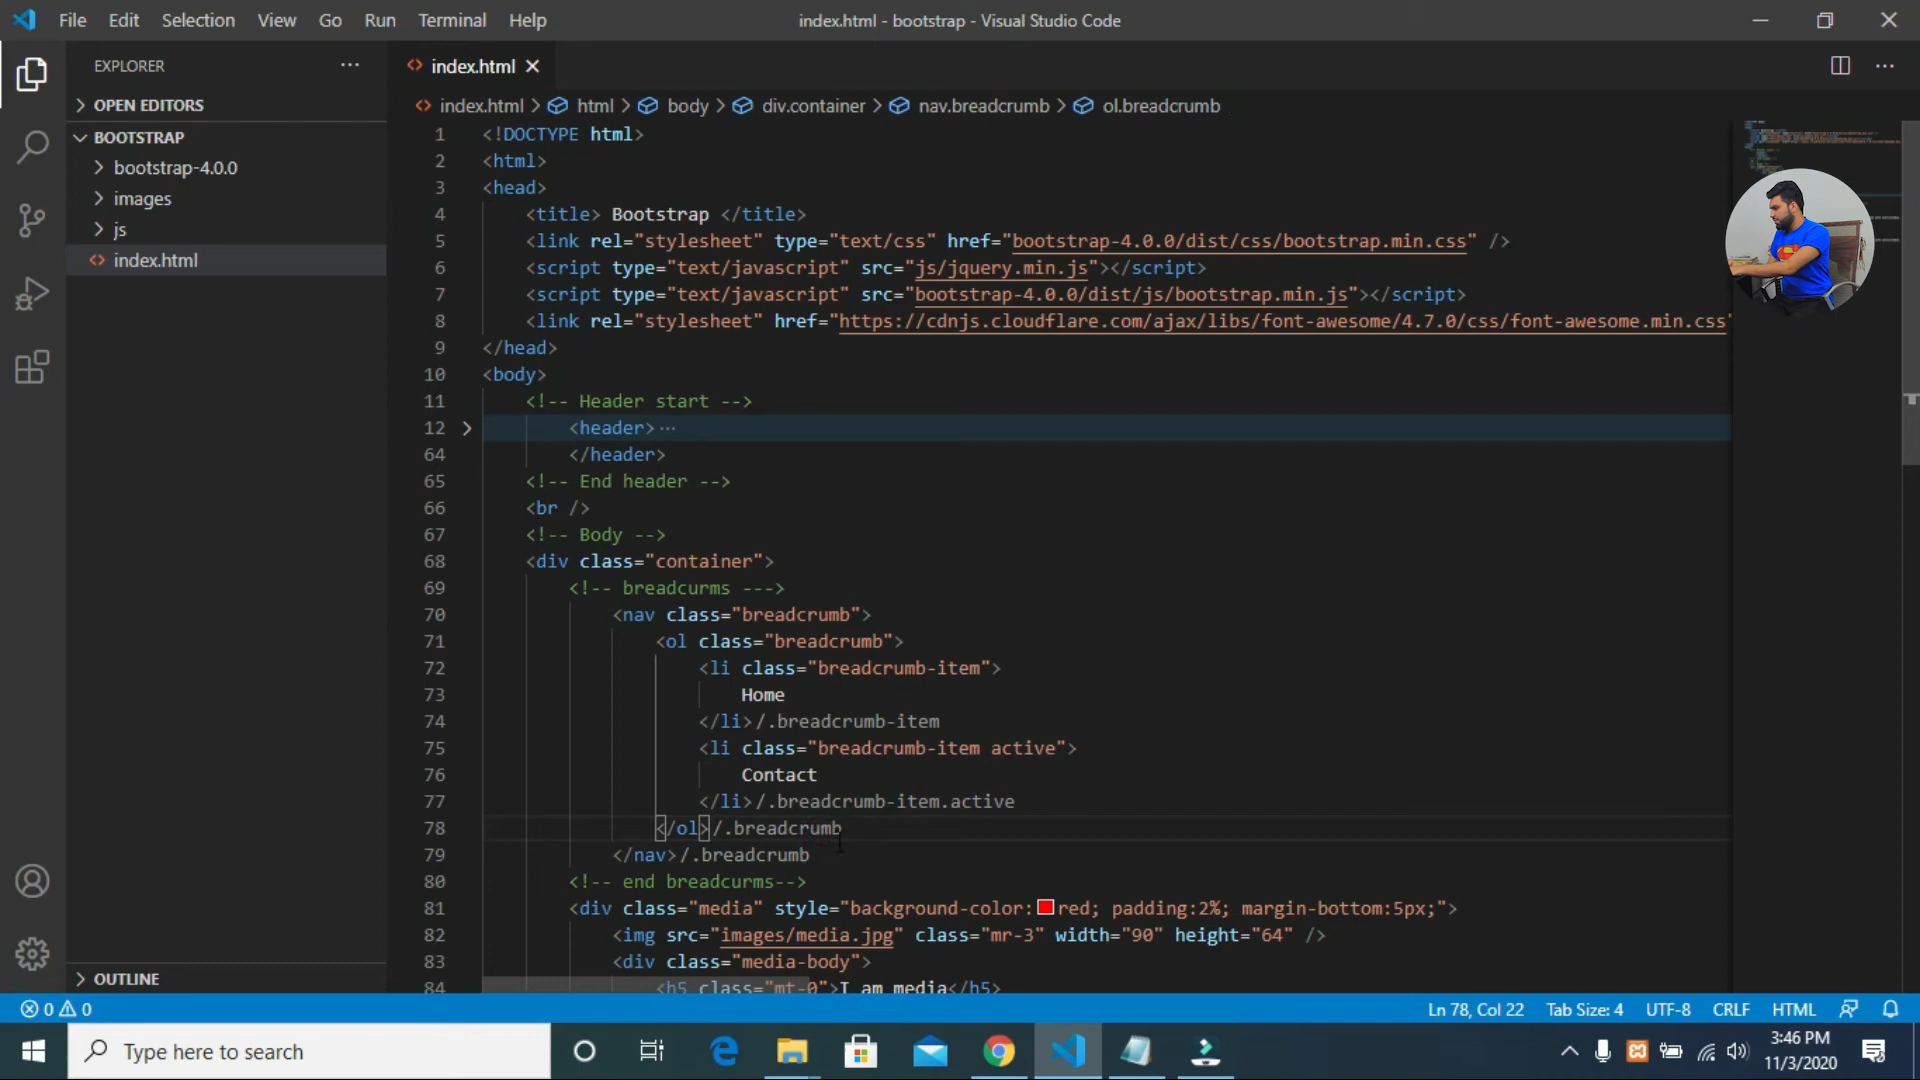 File Edit Selection View Go Run Terminal Help
index.html - bootstrap - Visual Studio Code
EXPLORER
OPEN EDITORS
BOOTSTRAP
bootstrap-4.0.0
images
js
index.html
OUTLINE
index.html
index.html > html > body > div.container > nav.breadcrumb > ol.breadcrumb
1 <!DOCTYPE html>
2 <html>
3 <head>
4 <title> Bootstrap </title>
5 <link rel="stylesheet" type="text/css" href="bootstrap-4.0.0/dist/css/bootstrap.min.css" />
6 <script type="text/javascript" src="js/jquery.min.js"></script>
7 <script type="text/javascript" src="bootstrap-4.0.0/dist/js/bootstrap.min.js"></script>
8 <link rel="stylesheet" href="https://cdnjs.cloudflare.com/ajax/libs/font-awesome/4.7.0/css/font-awesome.min.css"
9 </head>
10 <body>
11 <!-- Header start -->
12 <header> ...
64 </header>
65 <!-- End header -->
66 <br />
67 <!-- Body -->
68 <div class="container">
69 <!-- breadcurms --->
70 <nav class="breadcrumb">
71 <ol class="breadcrumb">
72 <li class="breadcrumb-item">
73 Home
74 </li>/.breadcrumb-item
75 <li class="breadcrumb-item active">
76 Contact
77 </li>/.breadcrumb-item.active
78 </ol>/.breadcrumb
79 </nav>/.breadcrumb
80 <!-- end breadcurms-->
81 <div class="media" style="background-color:red; padding:2%; margin-bottom:5px;">
82 <img src="images/media.jpg" class="mr-3" width="90" height="64" />
83 <div class="media-body">
84 <h5 class="mt-0">I am media</h5>
0 0
Ln 78, Col 22 Tab Size: 4 UTF-8 CRLF HTML
Type here to search
3:46 PM
11/3/2020